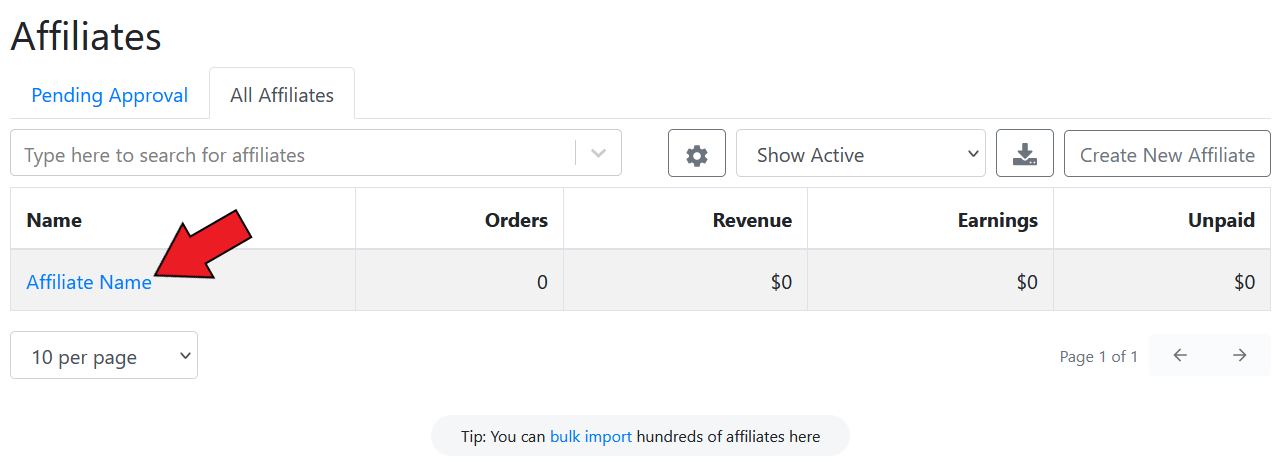 Affiliates
Pending Approval All Affiliates
Type here to search for affiliates Show Active Create New Affiliate
Name Orders Revenue Earnings Unpaid
Affiliate Name 0 $0 $0 $0
10 per page Page 1 of 1
Tip: You can bulk import hundreds of affiliates here